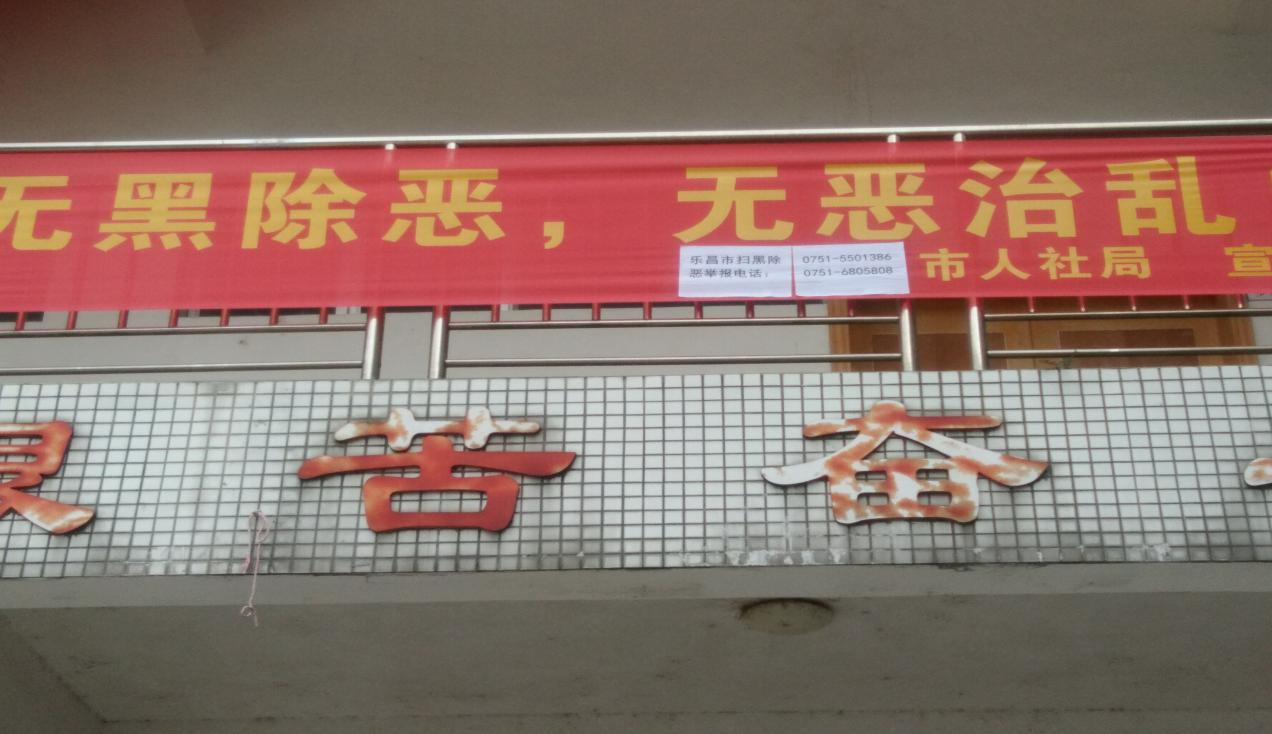 无黑除恶，无恶治乱
乐昌市扫黑除
恶举报电话：
0751-5501386
0751-6805808
市人社局 宣
艰苦奋